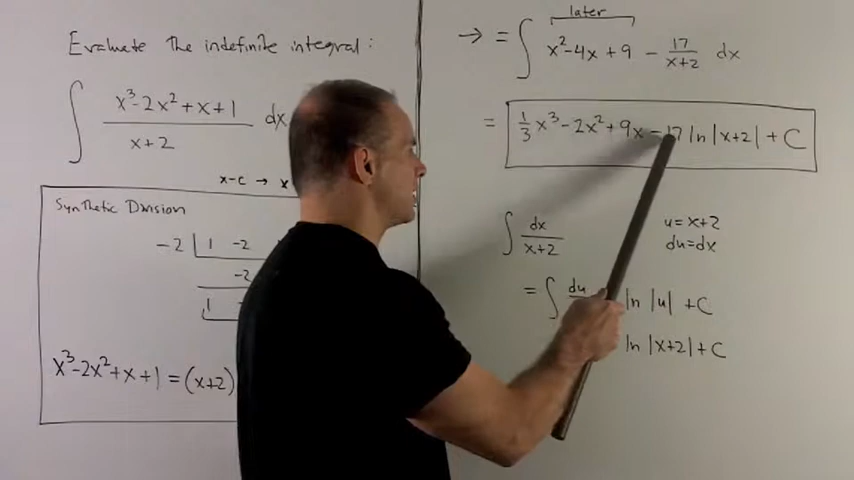 Evaluate The indefinite integral:
∫ x³-2x²+x+1 / x+2 dx
x-c → x
Synthetic Division
-2 | 1 -2
-2
1
x³-2x²+x+1 = (x+2)
later
→ = ∫ x²-4x+9 - 17/x+2 dx
= 1/3 x³-2x²+9x-17 ln|x+2|+C
∫ dx/x+2 u=x+2
du=dx
= ∫ du ln|u| +C
ln|x+2|+C